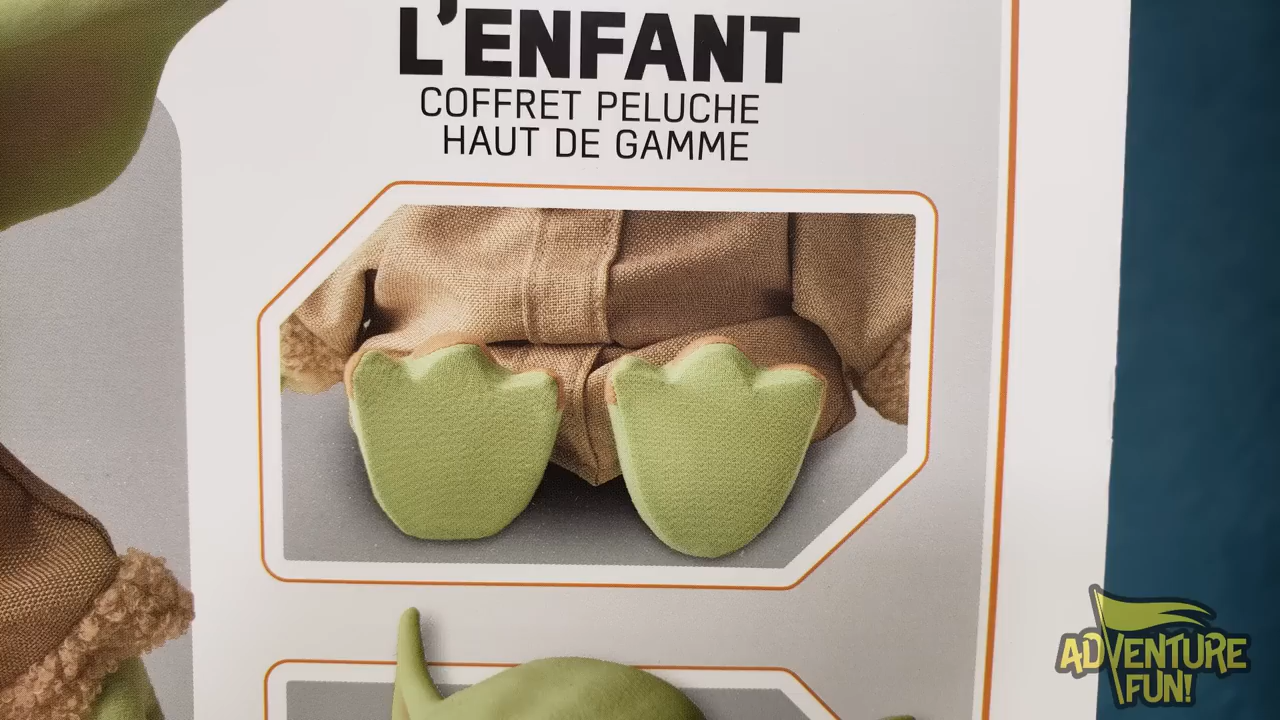 L'ENFANT
COFFRET PELUCHE
HAUT DE GAMME
ADVENTURE
FUN!